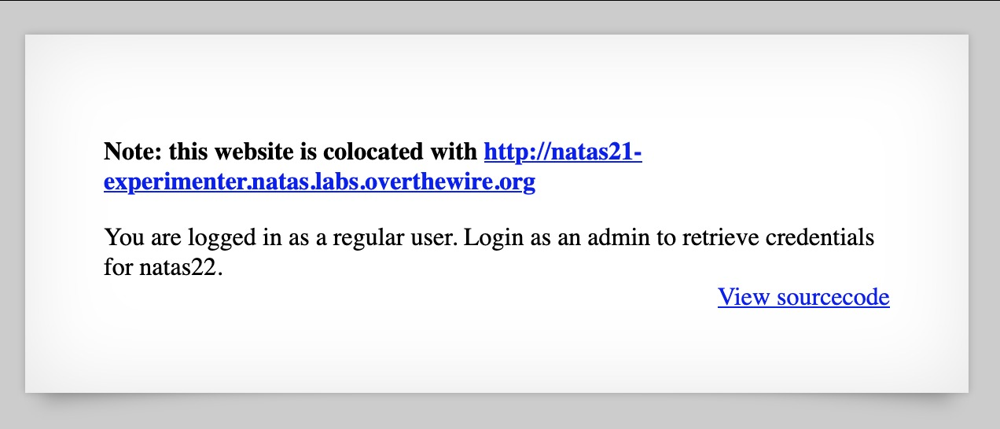 Note: this website is colocated with http://natas21-
experimenter.natas.labs.overthewire.org
You are logged in as a regular user. Login as an admin to retrieve credentials
for natas22.
View sourcecode